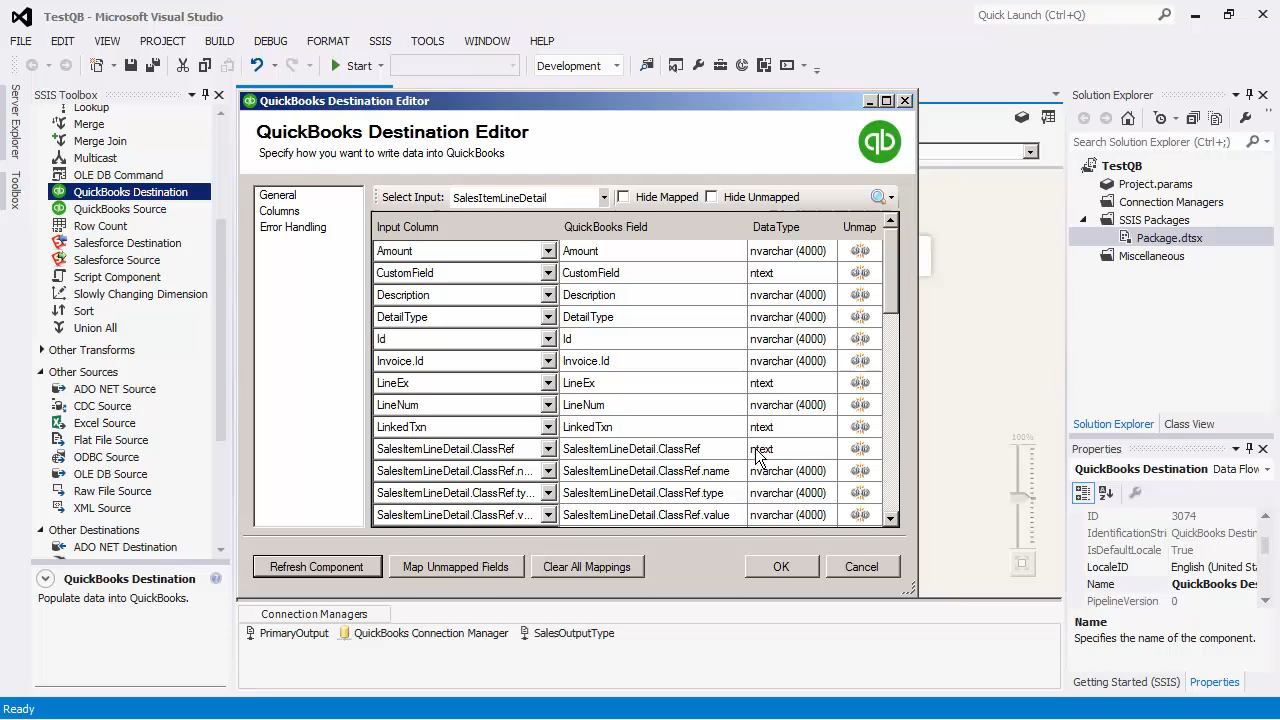 TestQB - Microsoft Visual Studio
Quick Launch (Ctrl+Q)
FILE EDIT VIEW PROJECT BUILD DEBUG FORMAT SSIS TOOLS WINDOW HELP
Start Development
Server Explorer
Toolbox
SSIS Toolbox
Lookup
Merge
Merge Join
Multicast
OLE DB Command
QuickBooks Destination
QuickBooks Source
Row Count
Salesforce Destination
Salesforce Source
Script Component
Slowly Changing Dimension
Sort
Union All
Other Transforms
Other Sources
ADO NET Source
CDC Source
Excel Source
Flat File Source
ODBC Source
OLE DB Source
Raw File Source
XML Source
Other Destinations
ADO NET Destination
QuickBooks Destination
Populate data into QuickBooks.
QuickBooks Destination Editor
QuickBooks Destination Editor
Specify how you want to write data into QuickBooks
qb
General
Columns
Error Handling
Select Input: SalesItemLineDetail Hide Mapped Hide Unmapped
Input Column QuickBooks Field DataType Unmap
Amount Amount nvarchar (4000)
CustomField CustomField ntext
Description Description nvarchar (4000)
DetailType DetailType nvarchar (4000)
Id Id nvarchar (4000)
Invoice.Id Invoice.Id nvarchar (4000)
LineEx LineEx ntext
LineNum LineNum nvarchar (4000)
LinkedTxn LinkedTxn ntext
SalesItemLineDetail.ClassRef SalesItemLineDetail.ClassRef ntext
SalesItemLineDetail.ClassRef.n... SalesItemLineDetail.ClassRef.name nvarchar (4000)
SalesItemLineDetail.ClassRef.ty... SalesItemLineDetail.ClassRef.type nvarchar (4000)
SalesItemLineDetail.ClassRef.v... SalesItemLineDetail.ClassRef.value nvarchar (4000)
Refresh Component Map Unmapped Fields Clear All Mappings OK Cancel
Connection Managers
PrimaryOutput QuickBooks Connection Manager SalesOutputType
100%
Solution Explorer
Search Solution Explorer (Ctrl+;)
TestQB
Project.params
Connection Managers
SSIS Packages
Package.dtsx
Miscellaneous
Solution Explorer Class View
Properties
QuickBooks Destination Data Flow
ID 3074
IdentificationStri QuickBooks Destin
IsDefaultLocale True
LocaleID English (United Sta
Name QuickBooks Des
PipelineVersion 0
Name
Specifies the name of the component.
Getting Started (SSIS) Properties
Ready